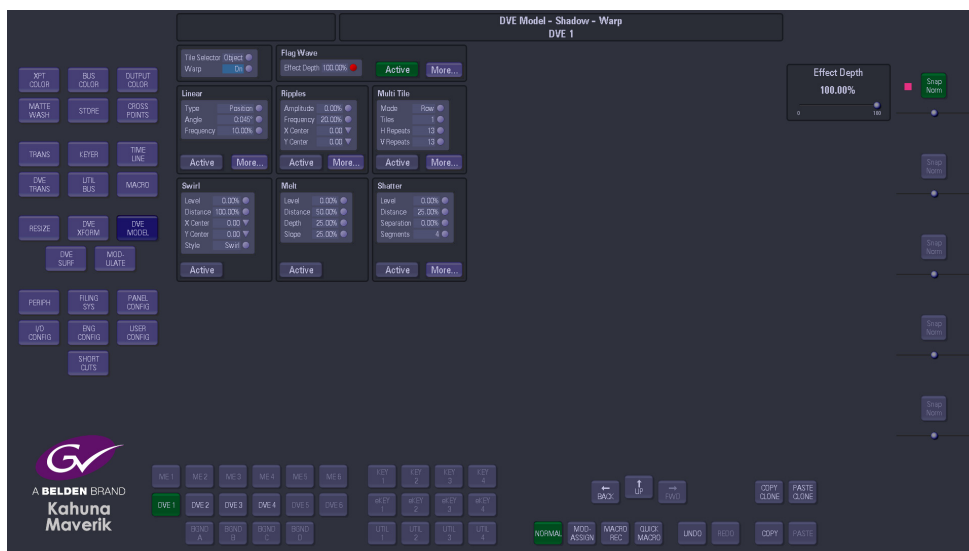 DVE Model - Shadow - Warp
DVE 1
XPT COLOR
BUS COLOR
OUTPUT COLOR
MATTE WASH
STORE
CROSS POINTS
TRANS
KEYER
TIME LINE
DVE TRANS
UTIL BUS
MACRO
RESIZE
DVE XFORM
DVE MODEL
DVE SURF
MOD- ULATE
PERIPH
FILING SYS
PANEL CONFIG
I/O CONFIG
ENG CONFIG
USER CONFIG
SHORT CUTS
Tile Selector Object
Warp On
Flag Wave
Effect Depth 100.00%
Active More...
Linear
Type Position
Angle 0.045°
Frequency 10.00%
Active More...
Ripples
Amplitude 0.00%
Frequency 20.00%
X Center 0.00
Y Center 0.00
Active More...
Multi Tile
Mode Row
Tiles 1
H Repeats 13
V Repeats 13
Active More...
Swirl
Level 0.00%
Distance 100.00%
X Center 0.00
Y Center 0.00
Style Swirl
Active
Melt
Level 0.00%
Distance 50.00%
Depth 25.00%
Slope 25.00%
Active
Shatter
Level 0.00%
Distance 25.00%
Separation 0.00%
Segments 4
Active More...
Effect Depth
100.00%
0 100
Snap Norm
Snap Norm
Snap Norm
Snap Norm
Snap Norm
GV
A BELDEN BRAND
Kahuna
Maverik
ME 1 ME 2 ME 3 ME 4 ME 5 ME 6
DVE 1 DVE 2 DVE 3 DVE 4 DVE 5 DVE 6
BGND A
BGND B
BGND C
BGND D
KEY 1
KEY 2
KEY 3
KEY 4
eKEY 1
eKEY 2
eKEY 3
eKEY 4
UTIL 1
UTIL 2
UTIL 3
UTIL 4
BACK
UP
FWD
COPY CLONE
PASTE CLONE
NORMAL
MOD- ASSIGN
MACRO REC
QUICK MACRO
UNDO
REDO
COPY
PASTE